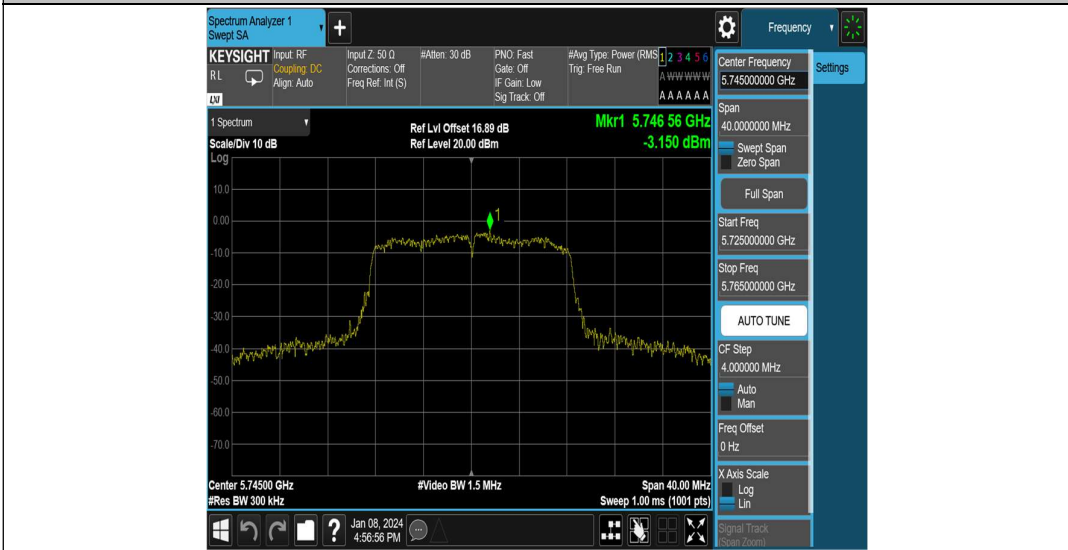 Spectrum Analyzer 1
Swept SA
+
Frequency
KEYSIGHT
RL
LXI
Input: RF
Coupling: DC
Align: Auto
Input Z: 50 Ω
Corrections: Off
Freq Ref: Int (S)
#Atten: 30 dB
PNO: Fast
Gate: Off
IF Gain: Low
Sig Track: Off
#Avg Type: Power (RMS
Trig: Free Run
1 2 3 4 5 6
A W W W W W
A A A A A A
1 Spectrum
Scale/Div 10 dB
Ref Lvl Offset 16.89 dB
Ref Level 20.00 dBm
Mkr1 5.746 56 GHz
-3.150 dBm
Log
10.0
0.00
-10.0
-20.0
-30.0
-40.0
-50.0
-60.0
-70.0
1
Center 5.74500 GHz
#Res BW 300 kHz
#Video BW 1.5 MHz
Span 40.00 MHz
Sweep 1.00 ms (1001 pts)
?
Jan 08, 2024
4:56:56 PM
Center Frequency
5.745000000 GHz
Settings
Span
40.0000000 MHz
Swept Span
Zero Span
Full Span
Start Freq
5.725000000 GHz
Stop Freq
5.765000000 GHz
AUTO TUNE
CF Step
4.000000 MHz
Auto
Man
Freq Offset
0 Hz
X Axis Scale
Log
Lin
Signal Track
(Span Zoom)